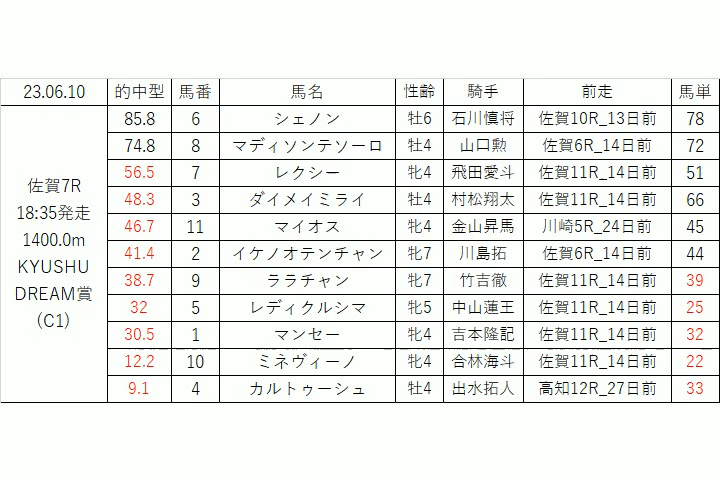 23.06.10 的中型 馬番 馬名 性齢 騎手 前走 馬単
佐賀7R
18:35発走
1400.0m
KYUSHU
DREAM賞
（C1）
85.8 6 シェノン 牡6 石川慎将 佐賀10R_13日前 78
74.8 8 マディソンテソーロ 牡4 山口勲 佐賀6R_14日前 72
56.5 7 レクシー 牝4 飛田愛斗 佐賀11R_14日前 51
48.3 3 ダイメイミライ 牡4 村松翔太 佐賀11R_14日前 66
46.7 11 マイオス 牝4 金山昇馬 川崎5R_24日前 45
41.4 2 イケノオテンチャン 牝7 川島拓 佐賀6R_14日前 44
38.7 9 ララチャン 牝7 竹吉徹 佐賀11R_14日前 39
32 5 レディクルシマ 牝5 中山蓮王 佐賀11R_14日前 25
30.5 1 マンセー 牝4 吉本隆記 佐賀11R_14日前 32
12.2 10 ミネヴィーノ 牝4 合林海斗 佐賀11R_14日前 22
9.1 4 カルトゥーシュ 牡4 出水拓人 高知12R_27日前 33